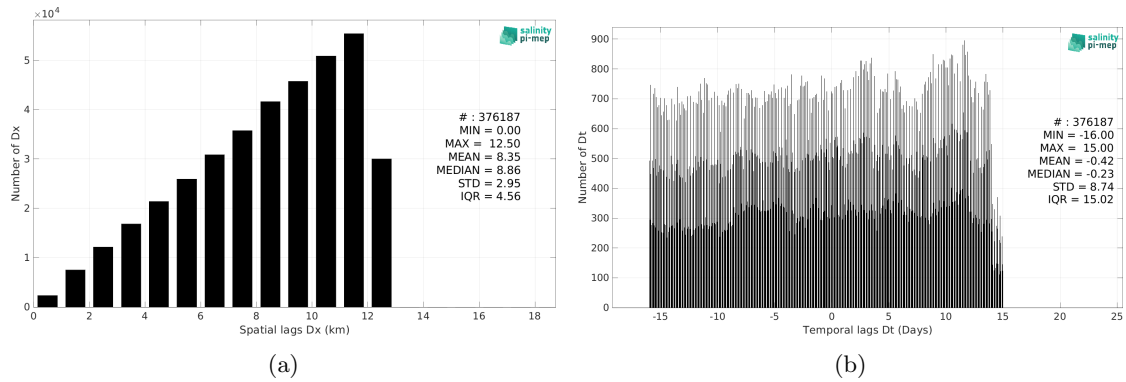 ×10⁴
5
4
3
2
1
0
Number of Dx
0 2 4 6 8 10 12 14 16 18
Spatial lags Dx (km)
salinity
pi-mep
# : 376187
MIN = 0.00
MAX = 12.50
MEAN = 8.35
MEDIAN = 8.86
STD = 2.95
IQR = 4.56
(a)
900
800
700
600
500
400
300
200
100
0
Number of Dt
-15 -10 -5 0 5 10 15 20 25
Temporal lags Dt (Days)
salinity
pi-mep
# : 376187
MIN = -16.00
MAX = 15.00
MEAN = -0.42
MEDIAN = -0.23
STD = 8.74
IQR = 15.02
(b)